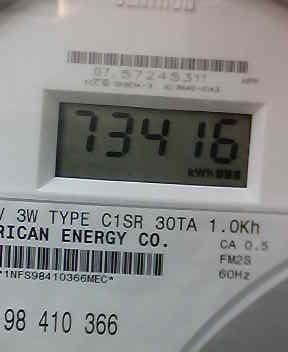 73416
kWh
V 3W TYPE C1SR 30TA 1.0Kh
RICAN ENERGY CO.
CA 0.5
FM2S
60Hz
*1NFS98410366MEC*
98 410 366